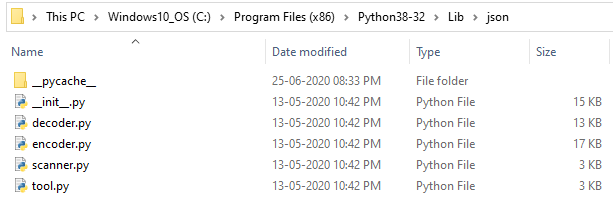 This PC > Windows10_OS (C:) > Program Files (x86) > Python38-32 > Lib > json
Name Date modified Type Size
__pycache__ 25-06-2020 08:33 PM File folder
__init__.py 13-05-2020 10:42 PM Python File 15 KB
decoder.py 13-05-2020 10:42 PM Python File 13 KB
encoder.py 13-05-2020 10:42 PM Python File 17 KB
scanner.py 13-05-2020 10:42 PM Python File 3 KB
tool.py 13-05-2020 10:42 PM Python File 3 KB